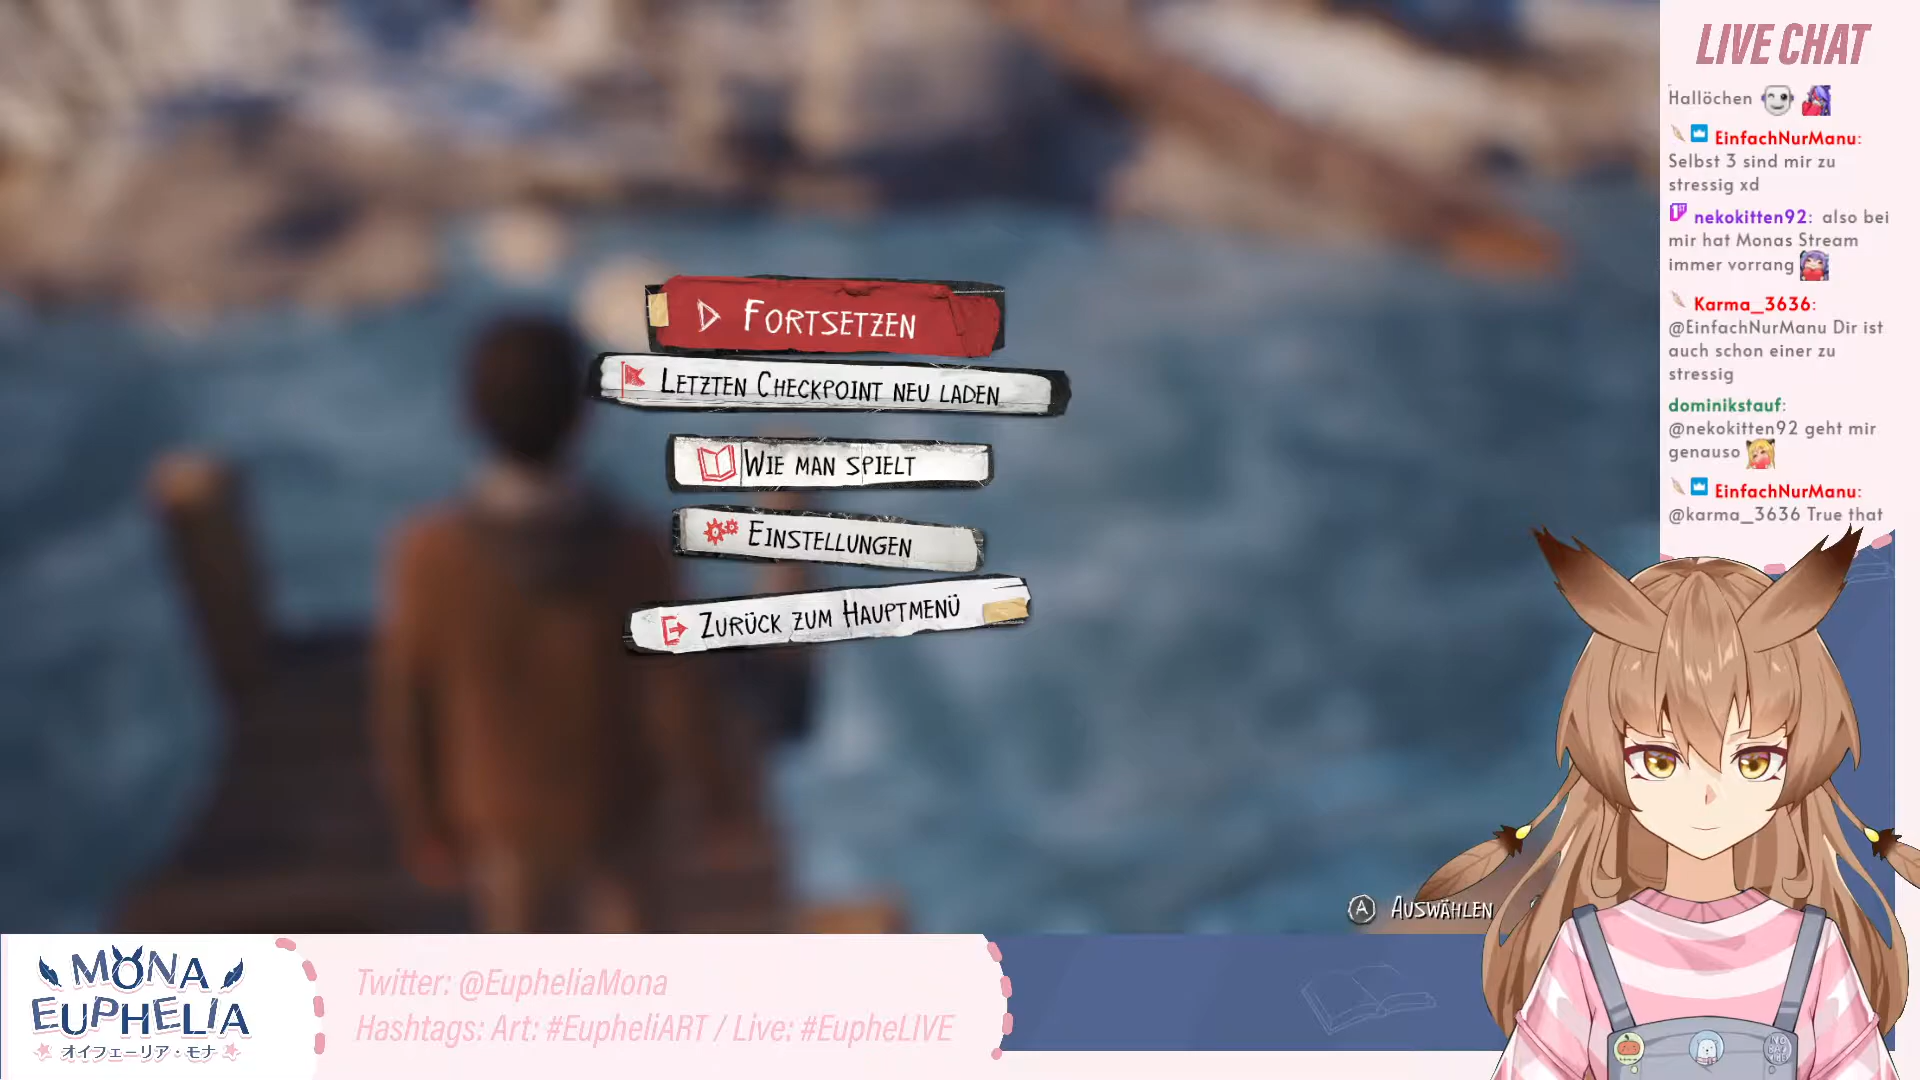 FORTSETZEN
LETZTEN CHECKPOINT NEU LADEN
WIE MAN SPIELT
EINSTELLUNGEN
ZURÜCK ZUM HAUPTMENÜ
A AUSWÄHLEN
LIVE CHAT
Hallöchen
EinfachNurManu:
Selbst 3 sind mir zu
stressig xd
nekokitten92: also bei
mir hat Monas Stream
immer vorrang
Karma_3636:
@EinfachNurManu Dir ist
auch schon einer zu
stressig
dominikstauf:
@nekokitten92 geht mir
genauso
EinfachNurManu:
@karma_3636 True that
MONA
EUPHELIA
オイフェーリア・モナ
Twitter: @EupheliaMona
Hashtags: Art: #EupheliART / Live: #EupheLIVE